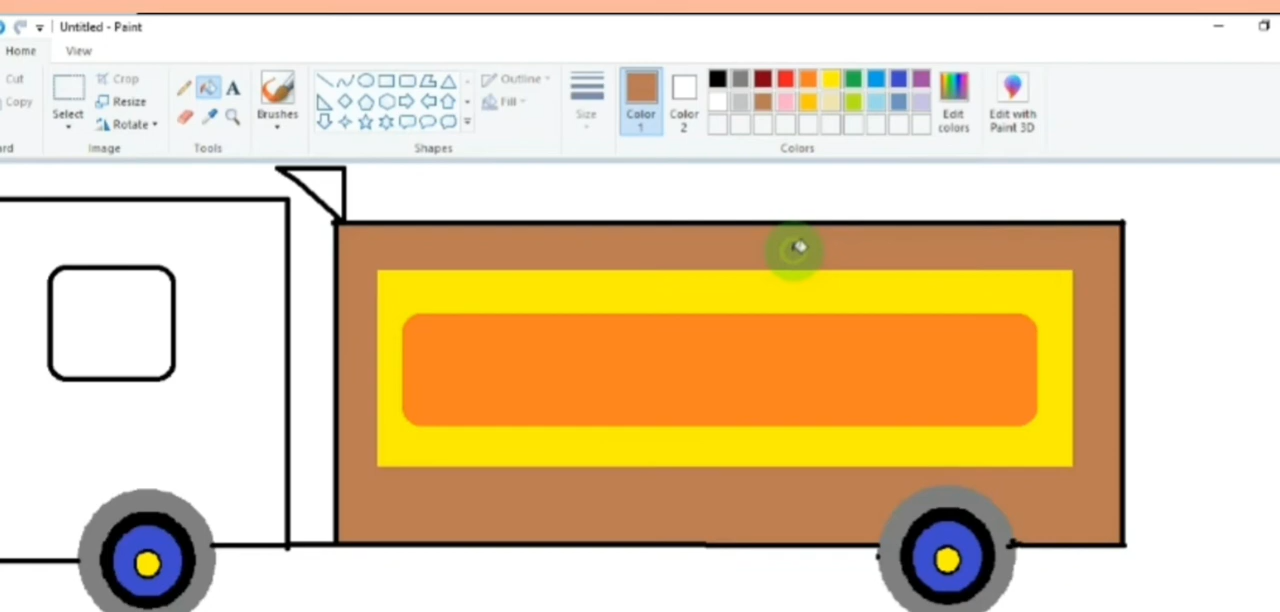 Untitled - Paint
Home View
Cut
Copy
Select
Crop
Resize
Rotate
Image
A
Tools
Brushes
Outline
Fill
Shapes
Size
Color
1
Color
2
Edit
colors
Colors
Edit with
Paint 3D